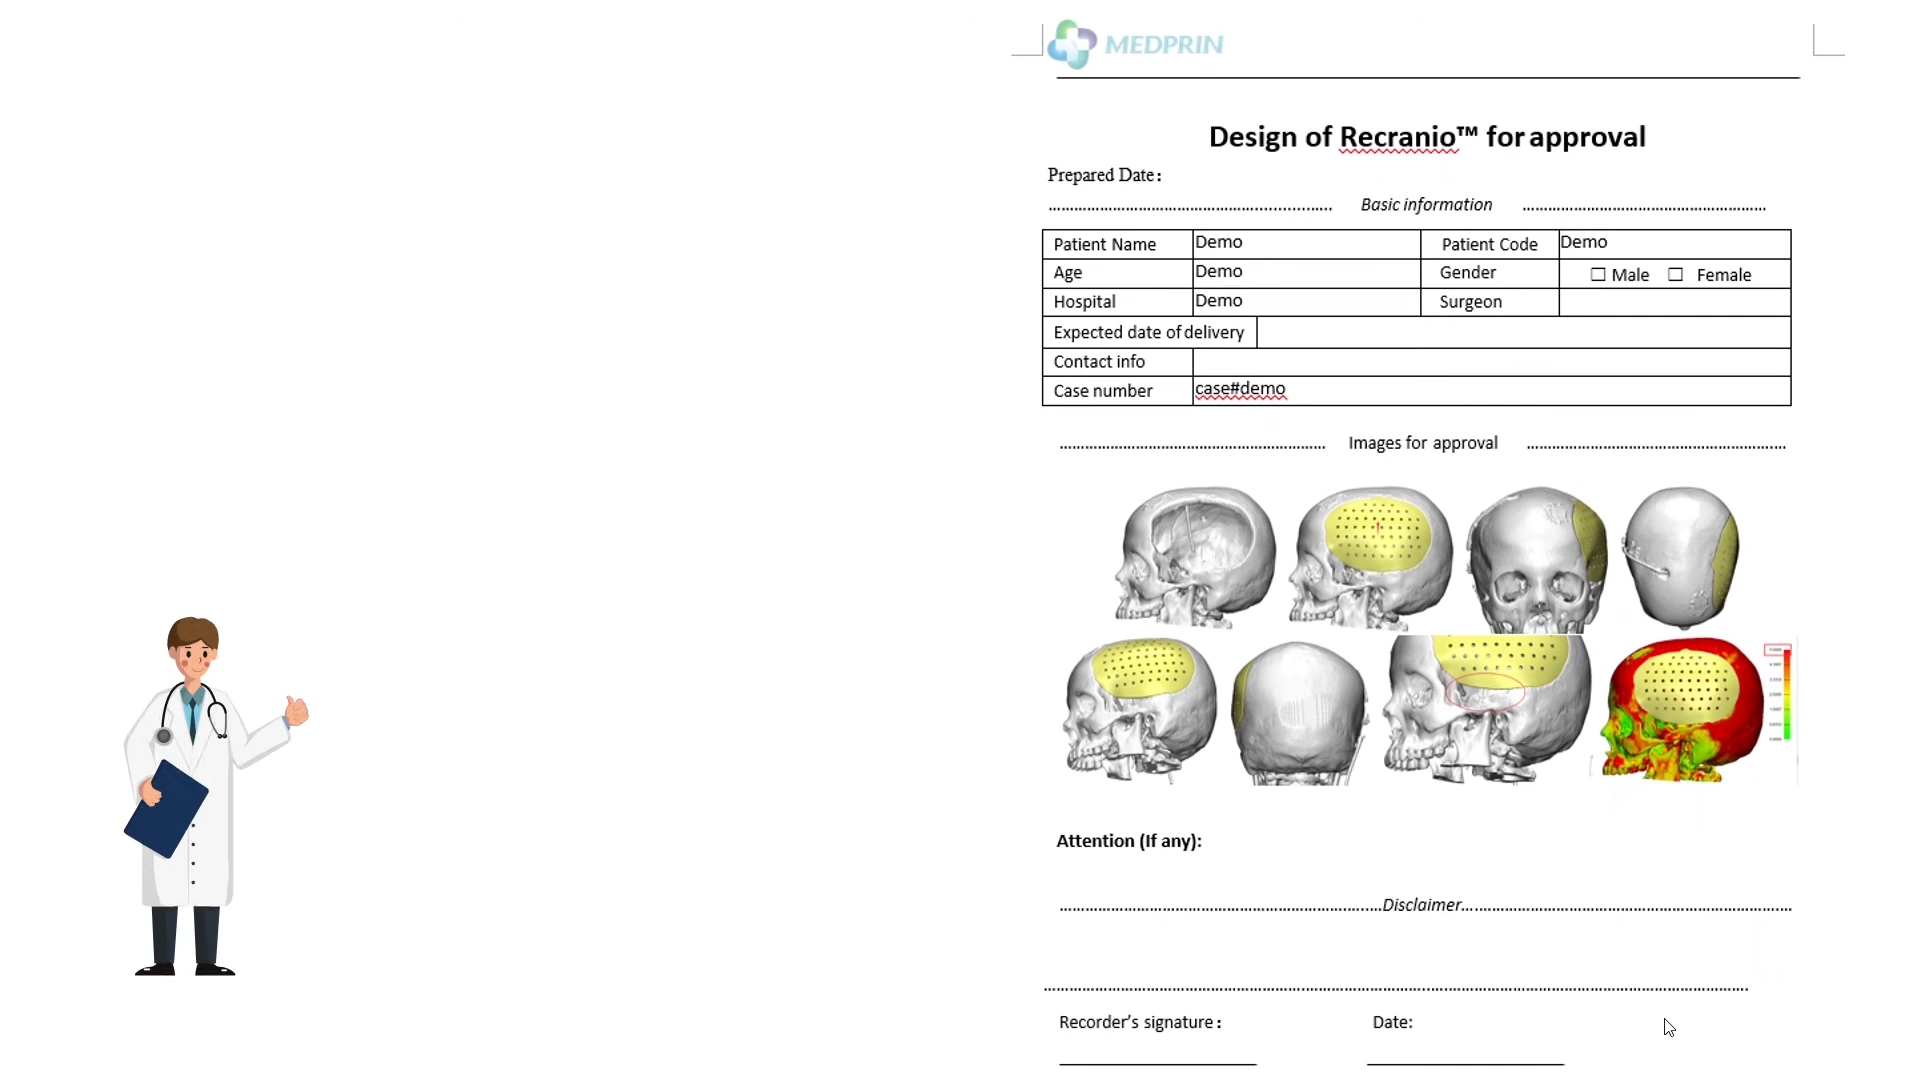 MEDPRIN
Design of Recranio™ for approval
Prepared Date:
Basic information
Patient Name Demo Patient Code Demo
Age Demo Gender ☐ Male ☐ Female
Hospital Demo Surgeon
Expected date of delivery
Contact info
Case number case#demo
Images for approval
Attention (If any):
Disclaimer
Recorder's signature: Date: